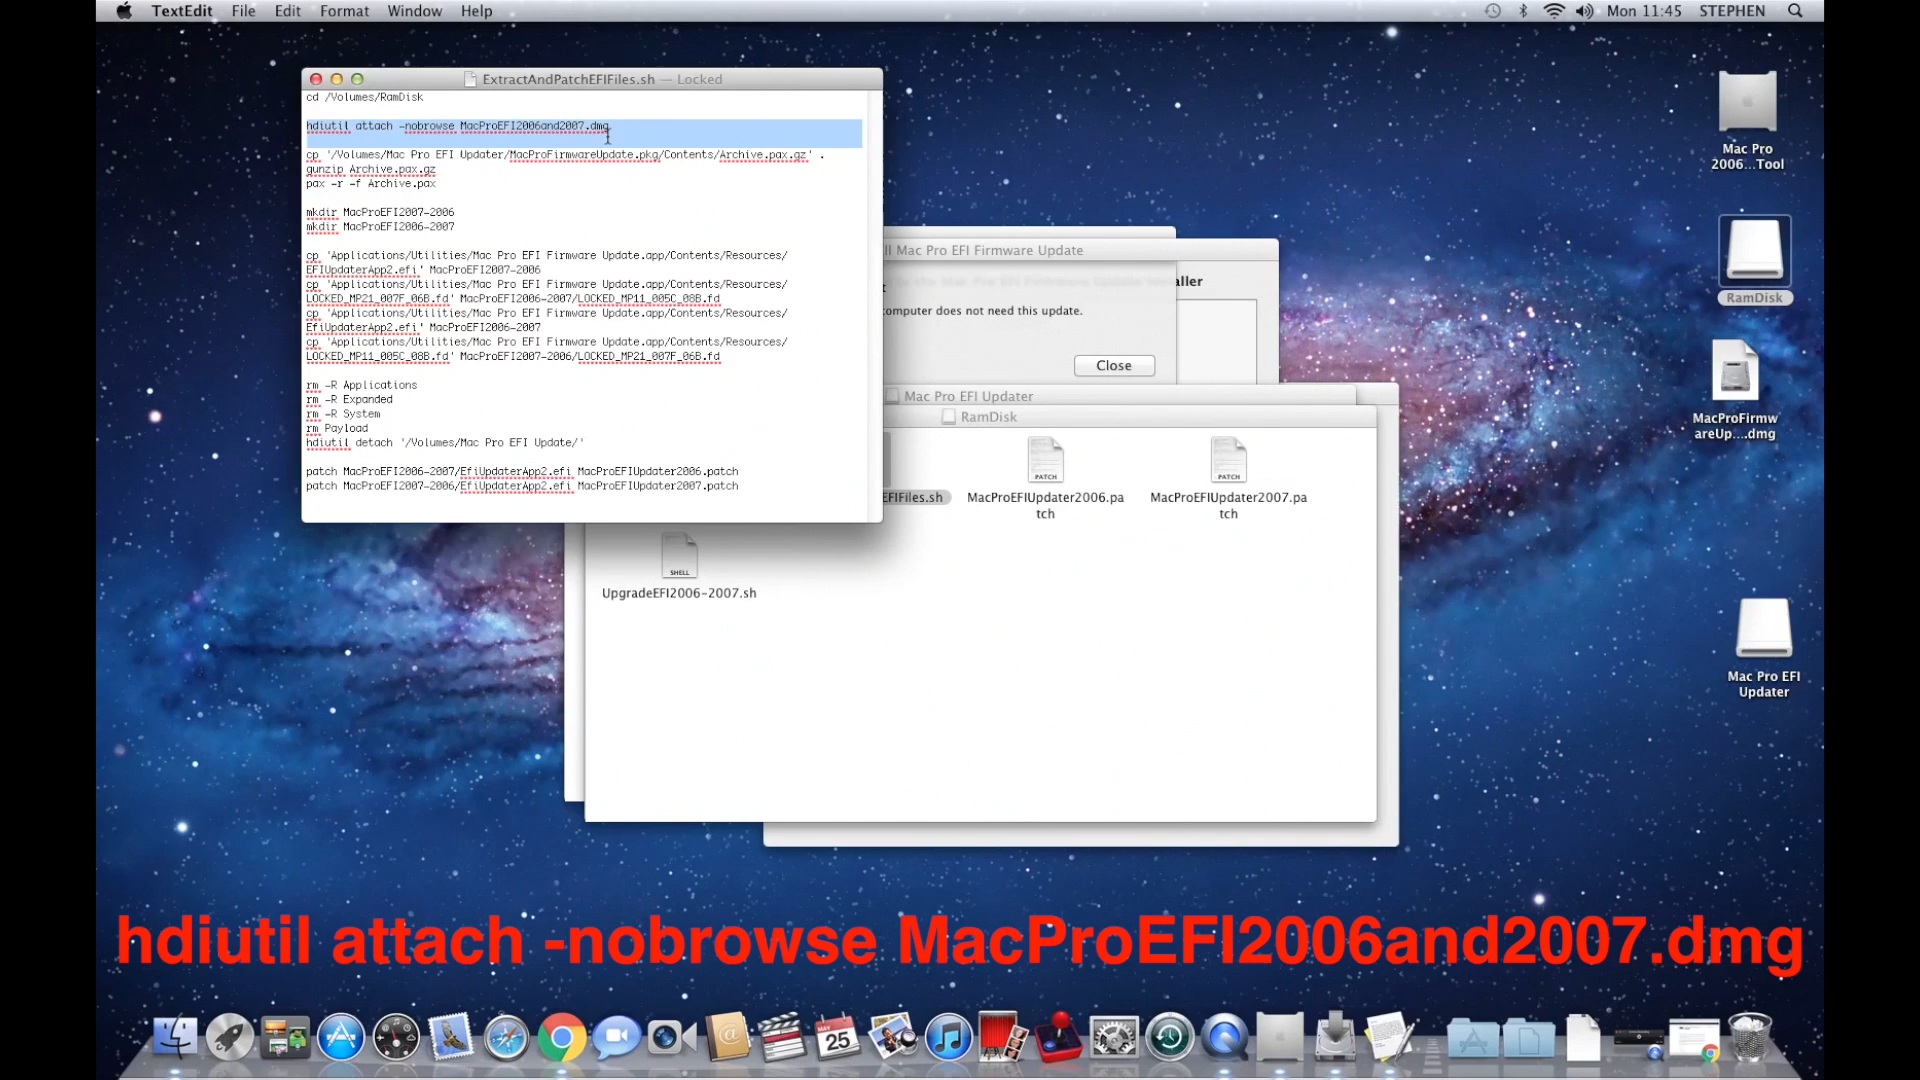 TextEdit File Edit Format Window Help
Mon 11:45 STEPHEN
ExtractAndPatchEFIFiles.sh — Locked
cd /Volumes/RamDisk
hdiutil attach -nobrowse MacProEFI2006and2007.dmg
cp '/Volumes/Mac Pro EFI Updater/MacProFirmwareUpdate.pkg/Contents/Archive.pax.gz' .
gunzip Archive.pax.gz
pax -r -f Archive.pax
mkdir MacProEFI2007-2006
mkdir MacProEFI2006-2007
cp 'Applications/Utilities/Mac Pro EFI Firmware Update.app/Contents/Resources/
EFIUpdaterApp2.efi' MacProEFI2007-2006
cp 'Applications/Utilities/Mac Pro EFI Firmware Update.app/Contents/Resources/
LOCKED_MP21_007F_06B.fd' MacProEFI2006-2007/LOCKED_MP11_005C_08B.fd
cp 'Applications/Utilities/Mac Pro EFI Firmware Update.app/Contents/Resources/
EfiUpdaterApp2.efi' MacProEFI2006-2007
cp 'Applications/Utilities/Mac Pro EFI Firmware Update.app/Contents/Resources/
LOCKED_MP11_005C_08B.fd' MacProEFI2007-2006/LOCKED_MP21_007F_06B.fd
rm -R Applications
rm -R Expanded
rm -R System
rm Payload
hdiutil detach '/Volumes/Mac Pro EFI Update/'
patch MacProEFI2006-2007/EfiUpdaterApp2.efi MacProEFIUpdater2006.patch
patch MacProEFI2007-2006/EfiUpdaterApp2.efi MacProEFIUpdater2007.patch
ll Mac Pro EFI Firmware Update
aller
omputer does not need this update.
Close
Mac Pro EFI Updater
RamDisk
PATCH
PATCH
EFIFiles.sh
MacProEFIUpdater2006.pa
tch
MacProEFIUpdater2007.pa
tch
SHELL
UpgradeEFI2006-2007.sh
Mac Pro
2006...Tool
RamDisk
MacProFirmw
areUp....dmg
Mac Pro EFI
Updater
hdiutil attach -nobrowse MacProEFI2006and2007.dmg
MAY
25